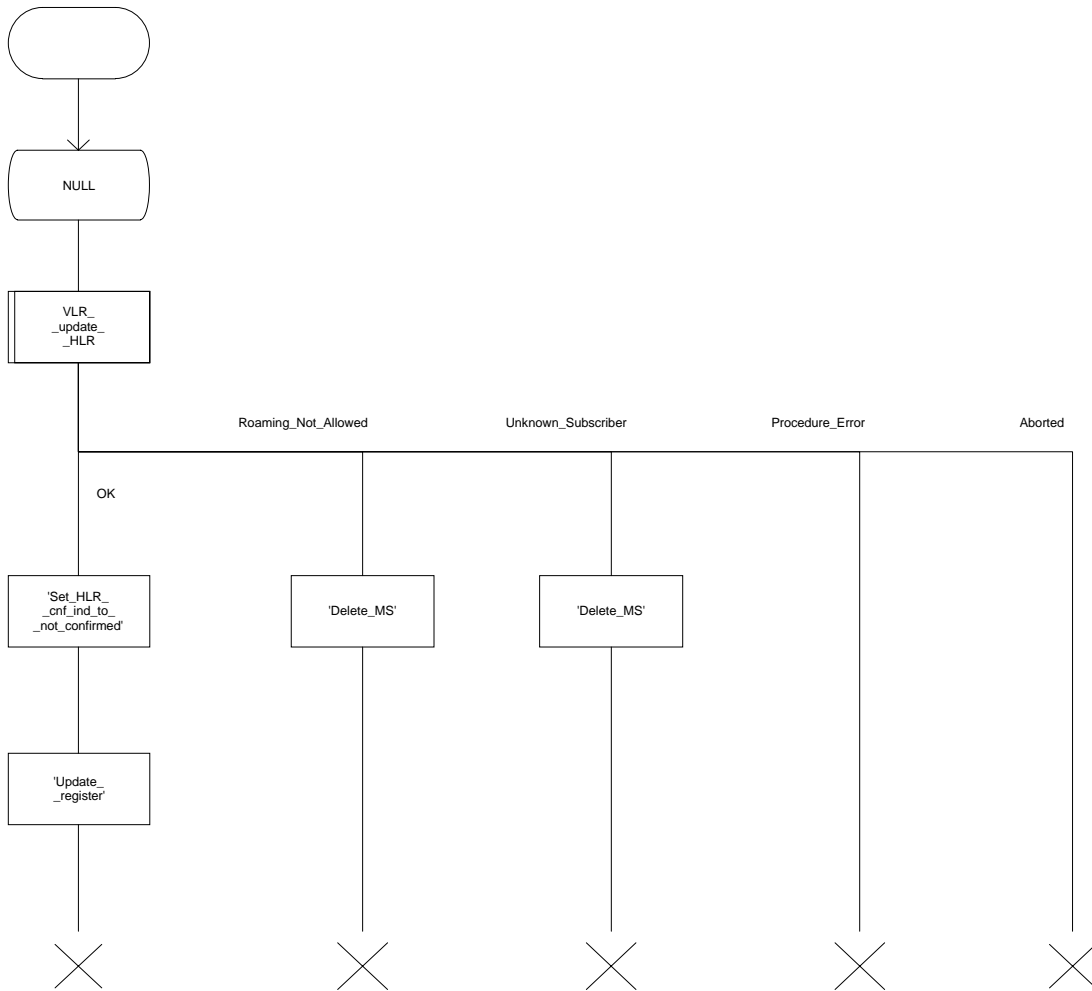 NULL
VLR_
_update_
_HLR
Roaming_Not_Allowed
Unknown_Subscriber
Procedure_Error
Aborted
OK
'Set_HLR_
_cnf_ind_to_
_not_confirmed'
'Delete_MS'
'Delete_MS'
'Update_
_register'